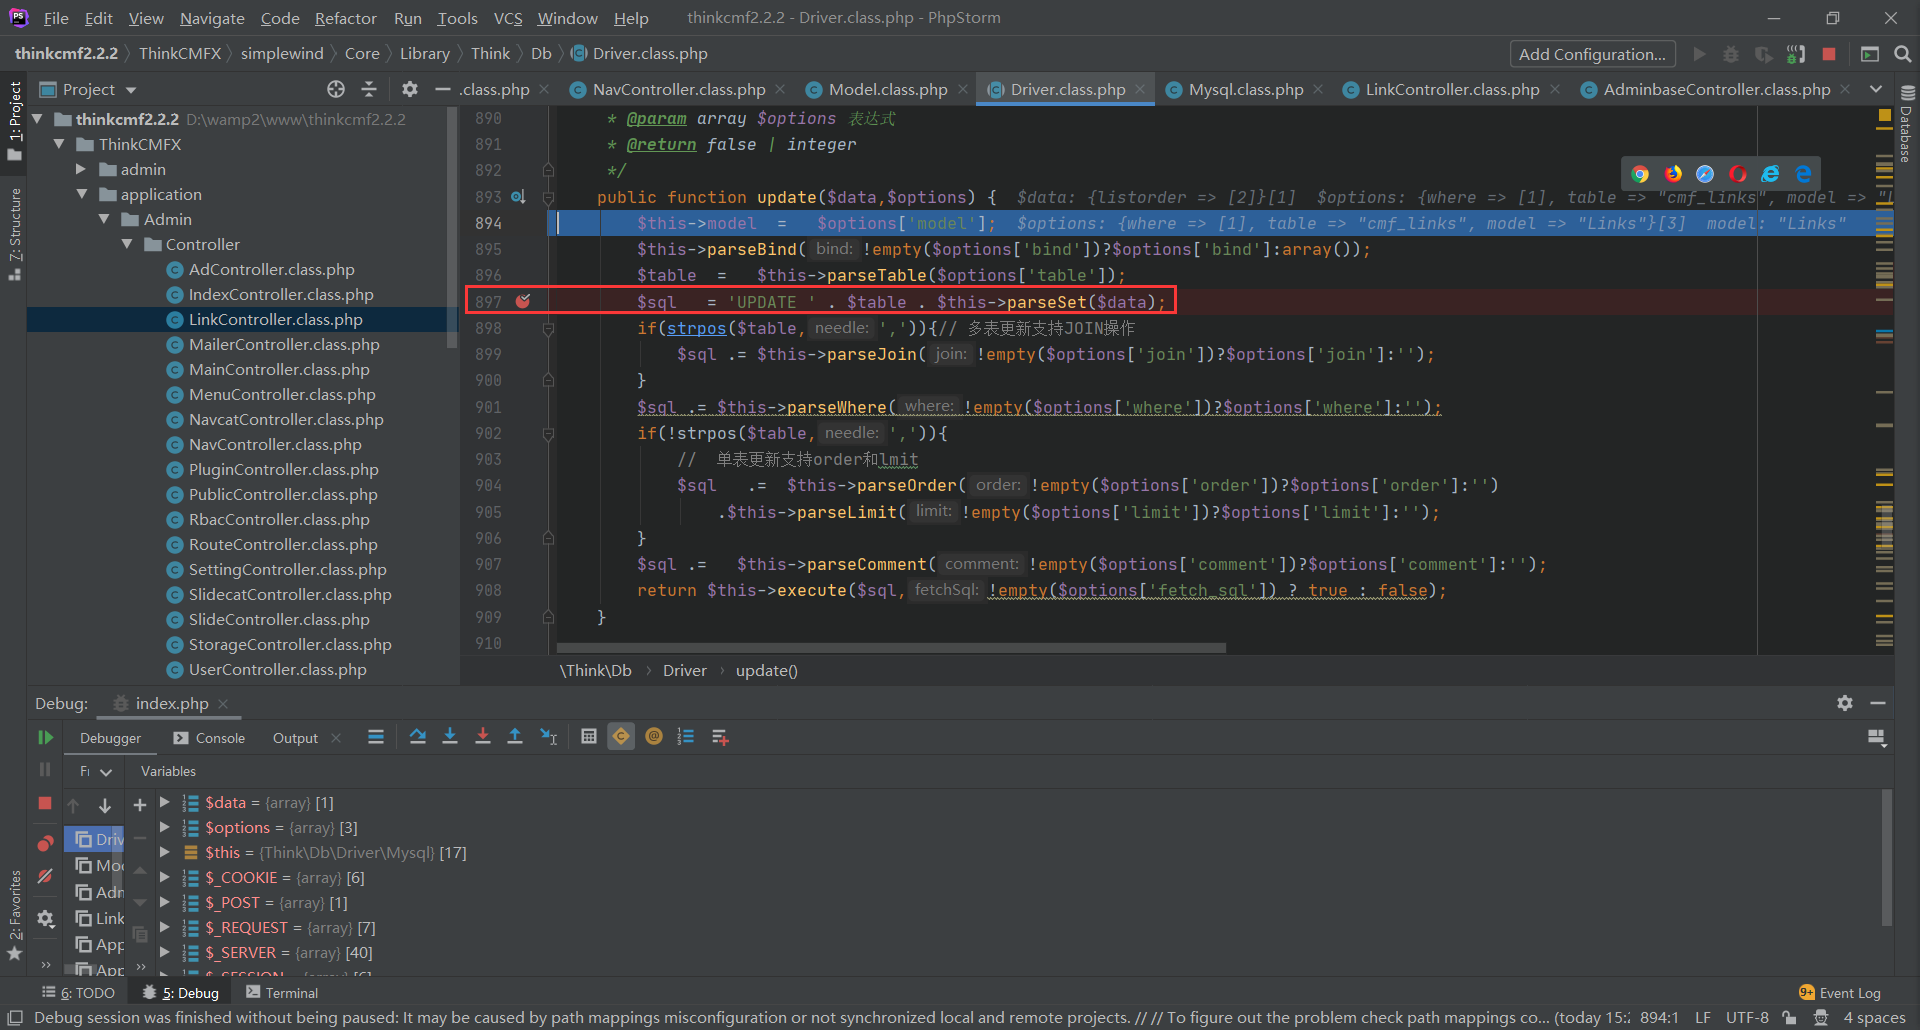 PS File Edit View Navigate Code Refactor Run Tools VCS Window Help thinkcmf2.2.2 - Driver.class.php - PhpStorm
thinkcmf2.2.2 ThinkCMFX simplewind Core Library Think Db Driver.class.php Add Configuration...
Project .class.php NavController.class.php Model.class.php Driver.class.php Mysql.class.php LinkController.class.php AdminbaseController.class.php
1: Project
7: Structure
2: Favorites
Database
thinkcmf2.2.2 D:\wamp2\www\thinkcmf2.2.2
ThinkCMFX
admin
application
Admin
Controller
AdController.class.php
IndexController.class.php
LinkController.class.php
MailerController.class.php
MainController.class.php
MenuController.class.php
NavcatController.class.php
NavController.class.php
PluginController.class.php
PublicController.class.php
RbacController.class.php
RouteController.class.php
SettingController.class.php
SlidecatController.class.php
SlideController.class.php
StorageController.class.php
UserController.class.php
890 * @param array $options 表达式
891 * @return false | integer
892 */
893 public function update($data,$options) { $data: {listorder => [2]}[1] $options: {where => [1], table => "cmf_links", model => "L
894 $this->model = $options['model']; $options: {where => [1], table => "cmf_links", model => "Links"}[3] model: "Links"
895 $this->parseBind( bind: !empty($options['bind'])?$options['bind']:array());
896 $table = $this->parseTable($options['table']);
897 $sql = 'UPDATE ' . $table . $this->parseSet($data);
898 if(strpos($table, needle: ',')){// 多表更新支持JOIN操作
899 $sql .= $this->parseJoin( join: !empty($options['join'])?$options['join']:'');
900 }
901 $sql .= $this->parseWhere( where: !empty($options['where'])?$options['where']:'');
902 if(!strpos($table, needle: ',')){
903 // 单表更新支持order和lmit
904 $sql .= $this->parseOrder( order: !empty($options['order'])?$options['order']:'')
905 .$this->parseLimit( limit: !empty($options['limit'])?$options['limit']:'');
906 }
907 $sql .= $this->parseComment( comment: !empty($options['comment'])?$options['comment']:'');
908 return $this->execute($sql, fetchSql: !empty($options['fetch_sql']) ? true : false);
909 }
910
\Think\Db Driver update()
Debug: index.php
Debugger Console Output
Fr Variables
Driv
Mod
Adm
Link
App
App
$data = {array} [1]
$options = {array} [3]
$this = {Think\Db\Driver\Mysql} [17]
$_COOKIE = {array} [6]
$_POST = {array} [1]
$_REQUEST = {array} [7]
$_SERVER = {array} [40]
$_SESSION = {array} [6]
6: TODO 5: Debug Terminal 9+ Event Log
Debug session was finished without being paused: It may be caused by path mappings misconfiguration or not synchronized local and remote projects. // // To figure out the problem check path mappings co... (today 15:2 894:1 LF UTF-8 4 spaces